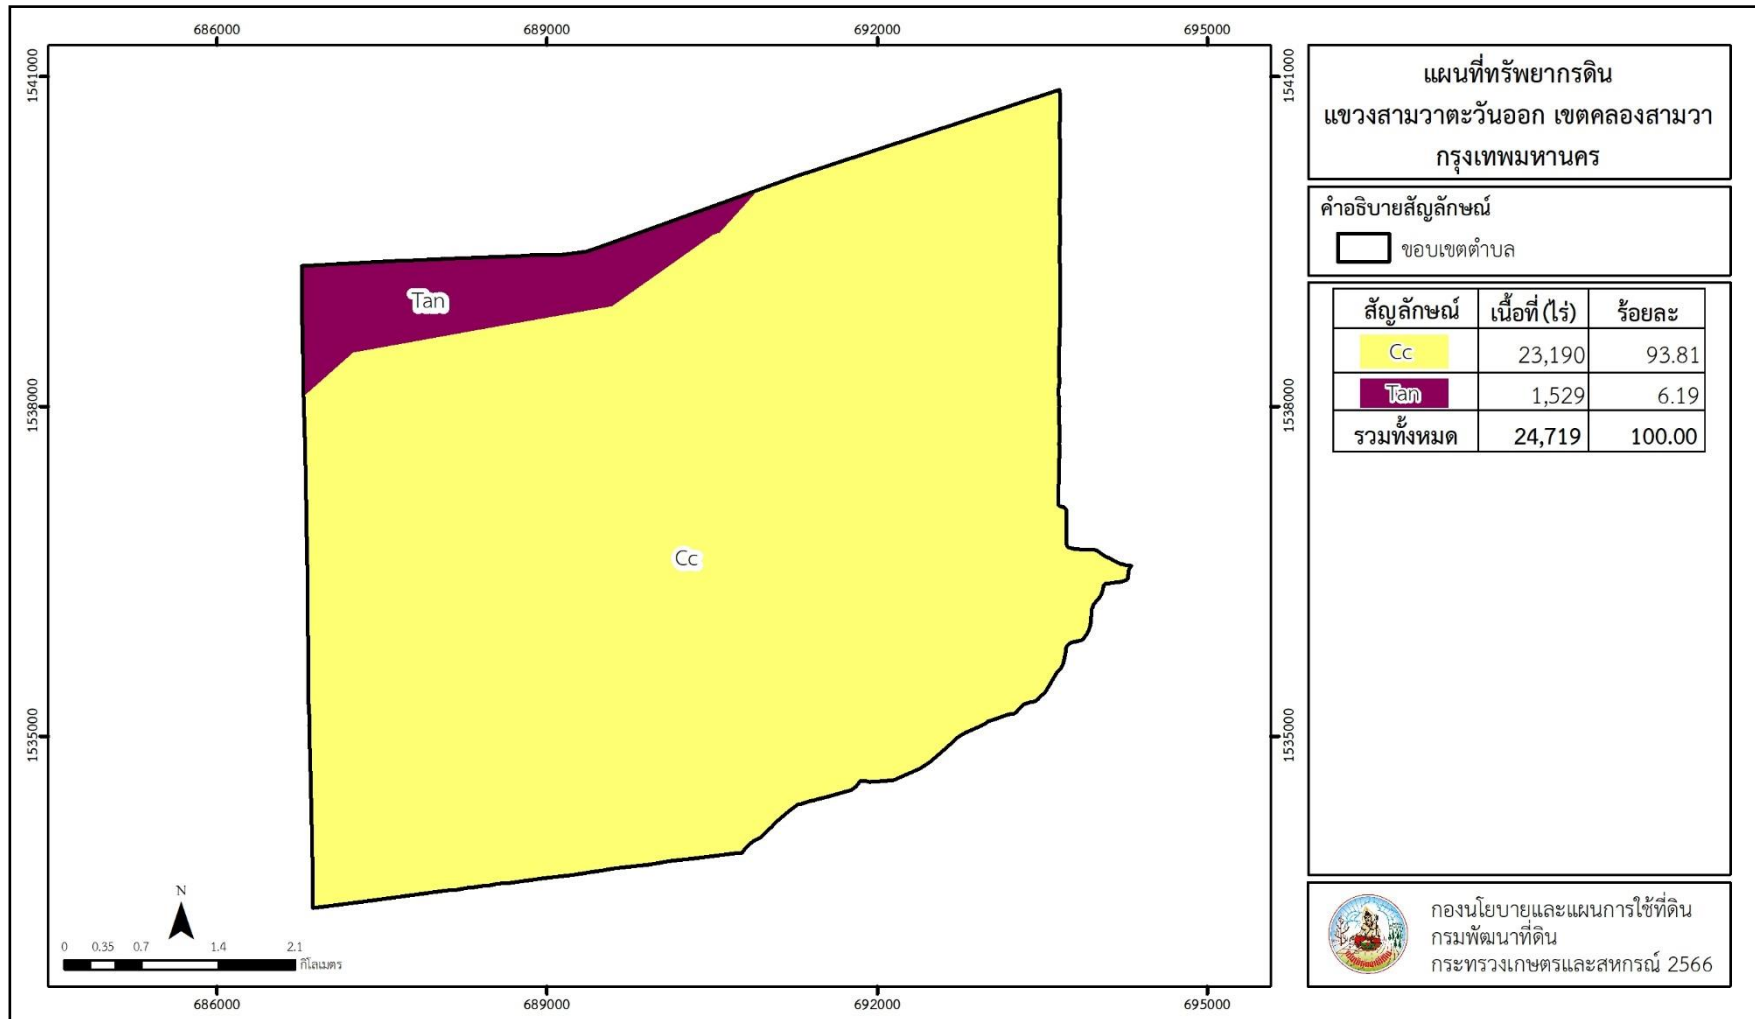 686000 689000 692000 695000
1541000 1541000
1538000 1538000
1535000 1535000
Tan
Cc
N
0 0.35 0.7 1.4 2.1
กิโลเมตร
686000 689000 692000 695000
แผนที่ทรัพยากรดิน
แขวงสามวาตะวันออก เขตคลองสามวา
กรุงเทพมหานคร
คำอธิบายสัญลักษณ์
ขอบเขตตำบล
สัญลักษณ์ เนื้อที่ (ไร่) ร้อยละ
Cc 23,190 93.81
Tan 1,529 6.19
รวมทั้งหมด 24,719 100.00
กองนโยบายและแผนการใช้ที่ดิน
กรมพัฒนาที่ดิน
กระทรวงเกษตรและสหกรณ์ 2566